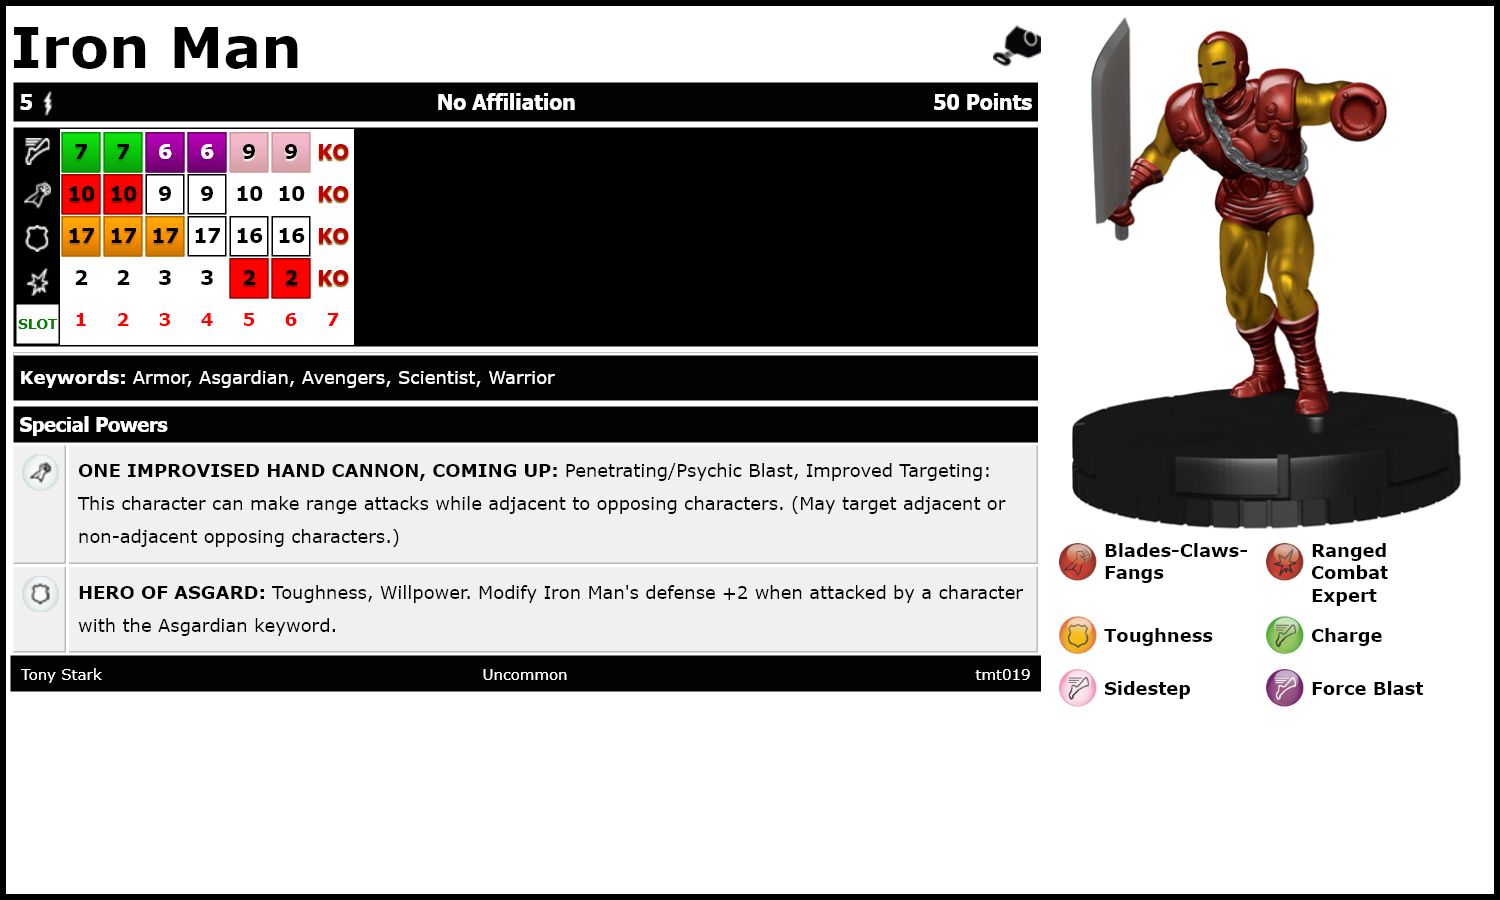 Iron Man
5 No Affiliation 50 Points
7 7 6 6 9 9 KO
10 10 9 9 10 10 KO
17 17 17 17 16 16 KO
2 2 3 3 2 2 KO
SLOT 1 2 3 4 5 6 7
Keywords: Armor, Asgardian, Avengers, Scientist, Warrior
Special Powers
ONE IMPROVISED HAND CANNON, COMING UP: Penetrating/Psychic Blast, Improved Targeting:
This character can make range attacks while adjacent to opposing characters. (May target adjacent or
non-adjacent opposing characters.)
HERO OF ASGARD: Toughness, Willpower. Modify Iron Man's defense +2 when attacked by a character
with the Asgardian keyword.
Tony Stark Uncommon tmt019
Blades-Claws-
Fangs
Ranged
Combat
Expert
Toughness
Charge
Sidestep
Force Blast